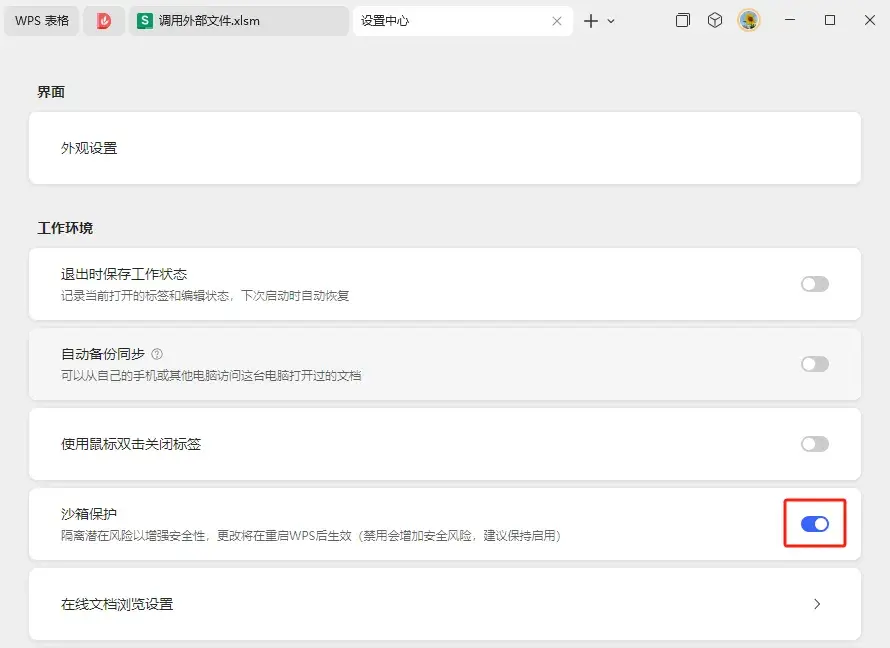 WPS 表格
S 调用外部文件.xlsm
设置中心
界面
外观设置
工作环境
退出时保存工作状态
记录当前打开的标签和编辑状态，下次启动时自动恢复
自动备份同步 ?
可以从自己的手机或其他电脑访问这台电脑打开过的文档
使用鼠标双击关闭标签
沙箱保护
隔离潜在风险以增强安全性，更改将在重启WPS后生效（禁用会增加安全风险，建议保持启用）
在线文档浏览设置